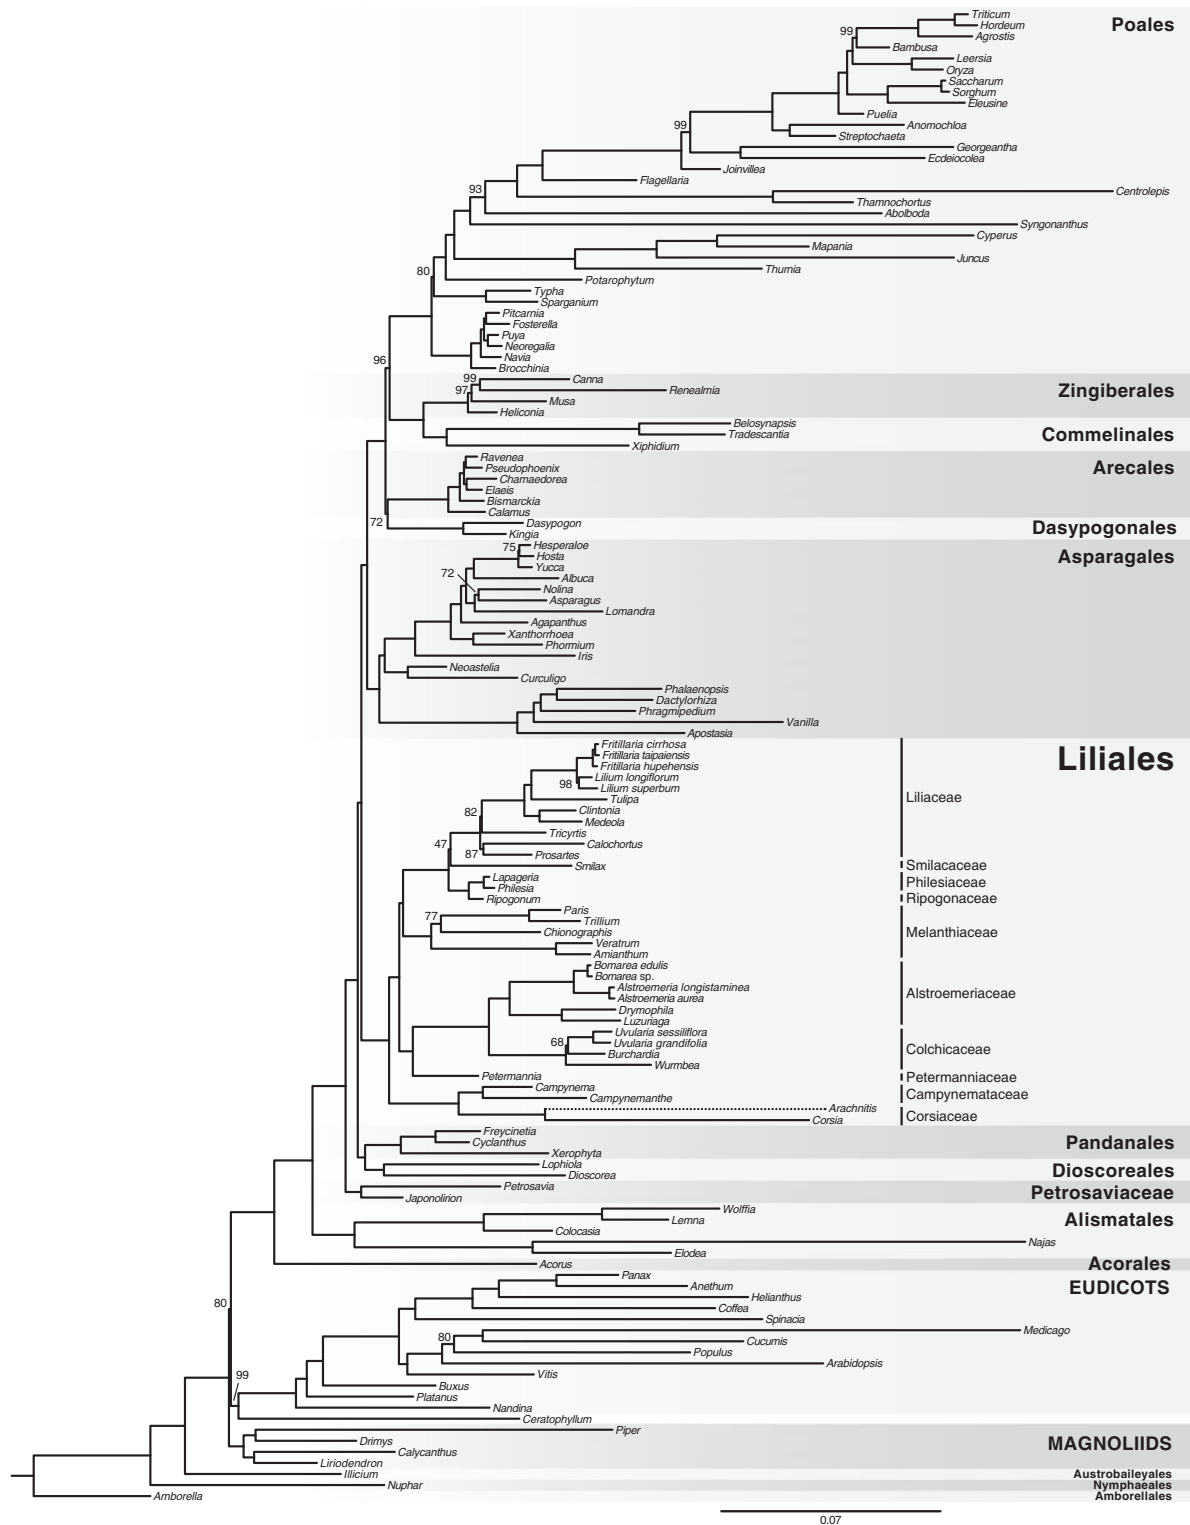 Triticum
Hordeum
Poales
99
Agrostis
Bambusa
Leersia
Oryza
Saccharum
Sorghum
Eleusine
Puelia
99
Anomochloa
Streptochaeta
Georgeantha
Ecdeiocolea
Joinvillea
Flagellaria
93
Centrolepis
Thamnochortus
Abolboda
Syngonanthus
Cyperus
Mapania
Juncus
80
Thurnia
Potarophytum
Typha
Sparganium
Pitcarnia
Fosterella
Puya
Neoregalia
96
Navia
Brocchinia
99
Canna
97
Renealmia
Zingiberales
Musa
Heliconia
Belosynapsis
Tradescantia
Commelinales
Xiphidium
Ravenea
Pseudophoenix
Arecales
Chamaedorea
Elaeis
Bismarckia
Calamus
72
Dasypogon
Dasypogonales
Kingia
75
Hesperaloe
Hosta
Asparagales
Yucca
72
Albuca
Nolina
Asparagus
Lomandra
Agapanthus
Xanthorrhoea
Phormium
Iris
Neoastelia
Curculigo
Phalaenopsis
Dactylorhiza
Phragmipedium
Vanilla
Apostasia
Fritillaria cirrhosa
Fritillaria taipaiensis
Liliales
Fritillaria hupehensis
Lilium longiflorum
98
Lilium superbum
Tulipa
Liliaceae
82
Clintonia
Medeola
Tricyrtis
47
Calochortus
87
Prosartes
Smilax
Smilacaceae
Lapageria
Philesia
Philesiaceae
Ripogonum
Ripogonaceae
77
Paris
Trillium
Chionographis
Melanthiaceae
Veratrum
Amianthum
Bomarea edulis
Bomarea sp.
Alstroemeria longistaminea
Alstroemeriaceae
Alstroemeria aurea
Drymophila
Luzuriaga
Uvularia sessiliflora
68
Uvularia grandifolia
Burchardia
Colchicaceae
Wurmbea
Petermannia
Petermanniaceae
Campynema
Campynemanthe
Campynemataceae
Arachnitis
Corsia
Corsiaceae
Freycinetia
Cyclanthus
Pandanales
Xerophyta
Lophiola
Dioscoreales
Dioscorea
Petrosavia
Petrosaviaceae
Japonolirion
Wolffia
Lemna
Alismatales
Colocasia
Najas
Elodea
Acorus
Acorales
Panax
Anethum
EUDICOTS
Helianthus
80
Coffea
Spinacia
Medicago
80
Cucumis
Populus
Arabidopsis
Vitis
99
Buxus
Platanus
Nandina
Ceratophyllum
Piper
Drimys
MAGNOLIIDS
Calycanthus
Liriodendron
Illicium
Austrobaileyales
Nuphar
Nymphaeales
Amborella
Amborellales
0.07